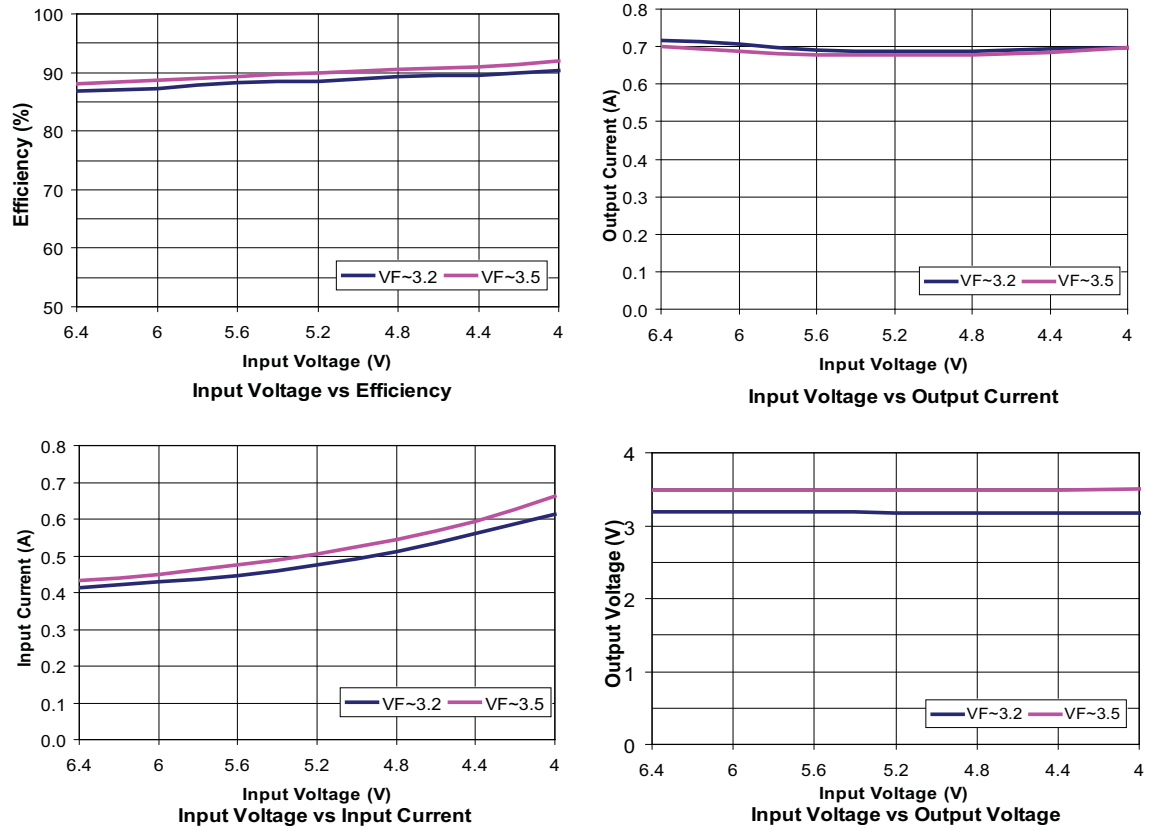 100
90
80
70
60
50
Efficiency (%)
VF~3.2 VF~3.5
6.4 6 5.6 5.2 4.8 4.4 4
Input Voltage (V)
Input Voltage vs Efficiency
0.8
0.7
0.6
0.5
0.4
0.3
0.2
0.1
0.0
Output Current (A)
VF~3.2 VF~3.5
6.4 6 5.6 5.2 4.8 4.4 4
Input Voltage (V)
Input Voltage vs Output Current
0.8
0.7
0.6
0.5
0.4
0.3
0.2
0.1
0.0
Input Current (A)
VF~3.2 VF~3.5
6.4 6 5.6 5.2 4.8 4.4 4
Input Voltage (V)
Input Voltage vs Input Current
4
3
2
1
0
Output Voltage (V)
VF~3.2 VF~3.5
6.4 6 5.6 5.2 4.8 4.4 4
Input Voltage (V)
Input Voltage vs Output Voltage